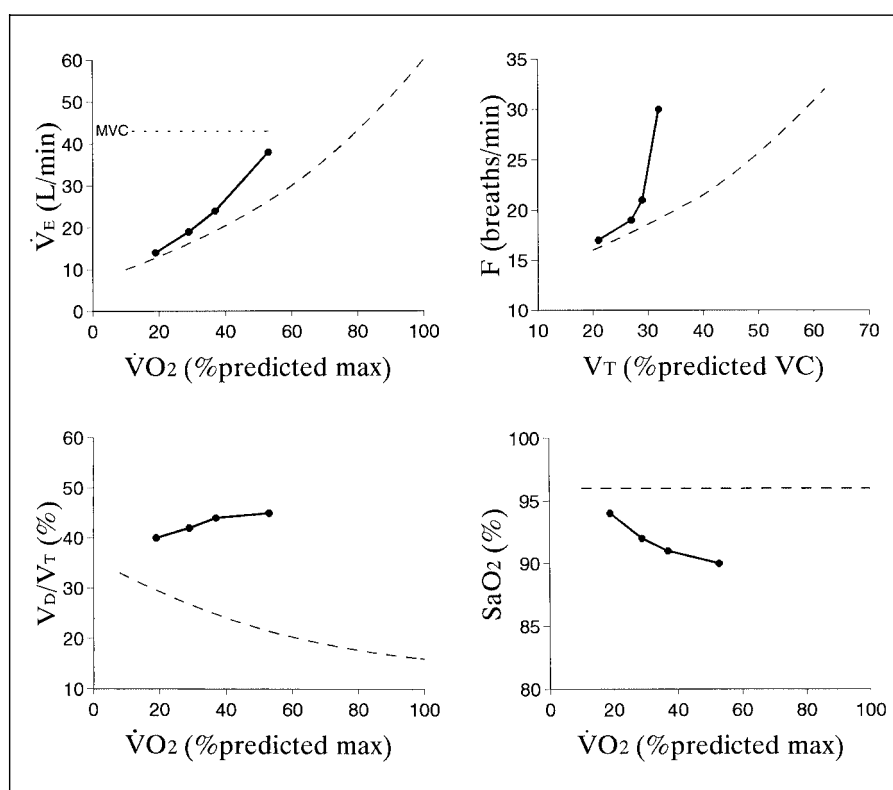 60
50
40
30
20
10
0
MVC
V̇E (L/min)
0 20 40 60 80 100
V̇O2 (%predicted max)
35
30
25
20
15
10
F (breaths/min)
10 20 30 40 50 60 70
VT (%predicted VC)
60
50
40
30
20
10
VD/VT (%)
0 20 40 60 80 100
V̇O2 (%predicted max)
100
95
90
85
80
SaO2 (%)
0 20 40 60 80 100
V̇O2 (%predicted max)